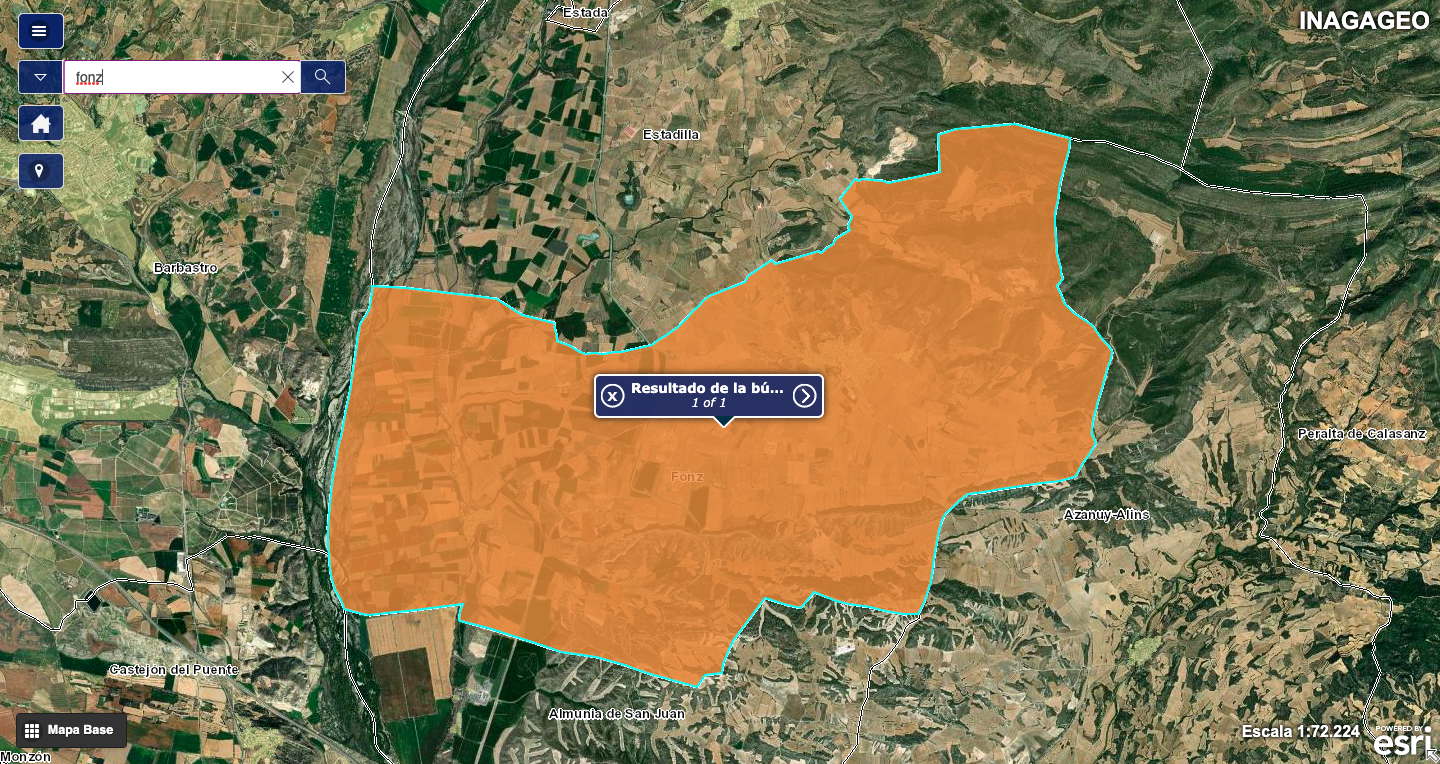 Estada
INAGAGEO
fonz
Estadilla
Barbastro
Resultado de la bú...
1 of 1
Peralta de Calasanz
Fonz
Azanuy-Alins
Castejón del Puente
Almunia de San Juan
Mapa Base
Escala 1:72.224
POWERED BY
esri
Monzón